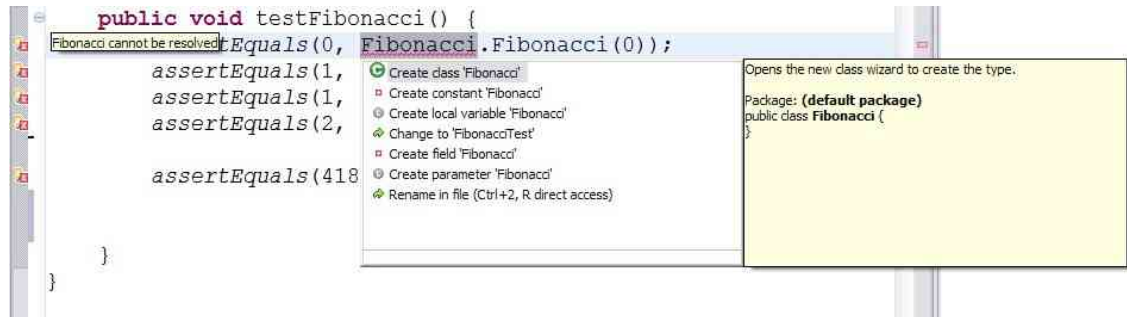 public void testFibonacci() {
Fibonacci cannot be resolved tEquals(0, Fibonacci.Fibonacci(0));
assertEquals(1,
assertEquals(1,
assertEquals(2,
assertEquals(418
}
}
Create class 'Fibonacci'
Create constant 'Fibonacci'
Create local variable 'Fibonacci'
Change to 'FibonacciTest'
Create field 'Fibonacci'
Create parameter 'Fibonacci'
Rename in file (Ctrl+2, R direct access)
Opens the new class wizard to create the type.
Package: (default package)
public class Fibonacci {
}